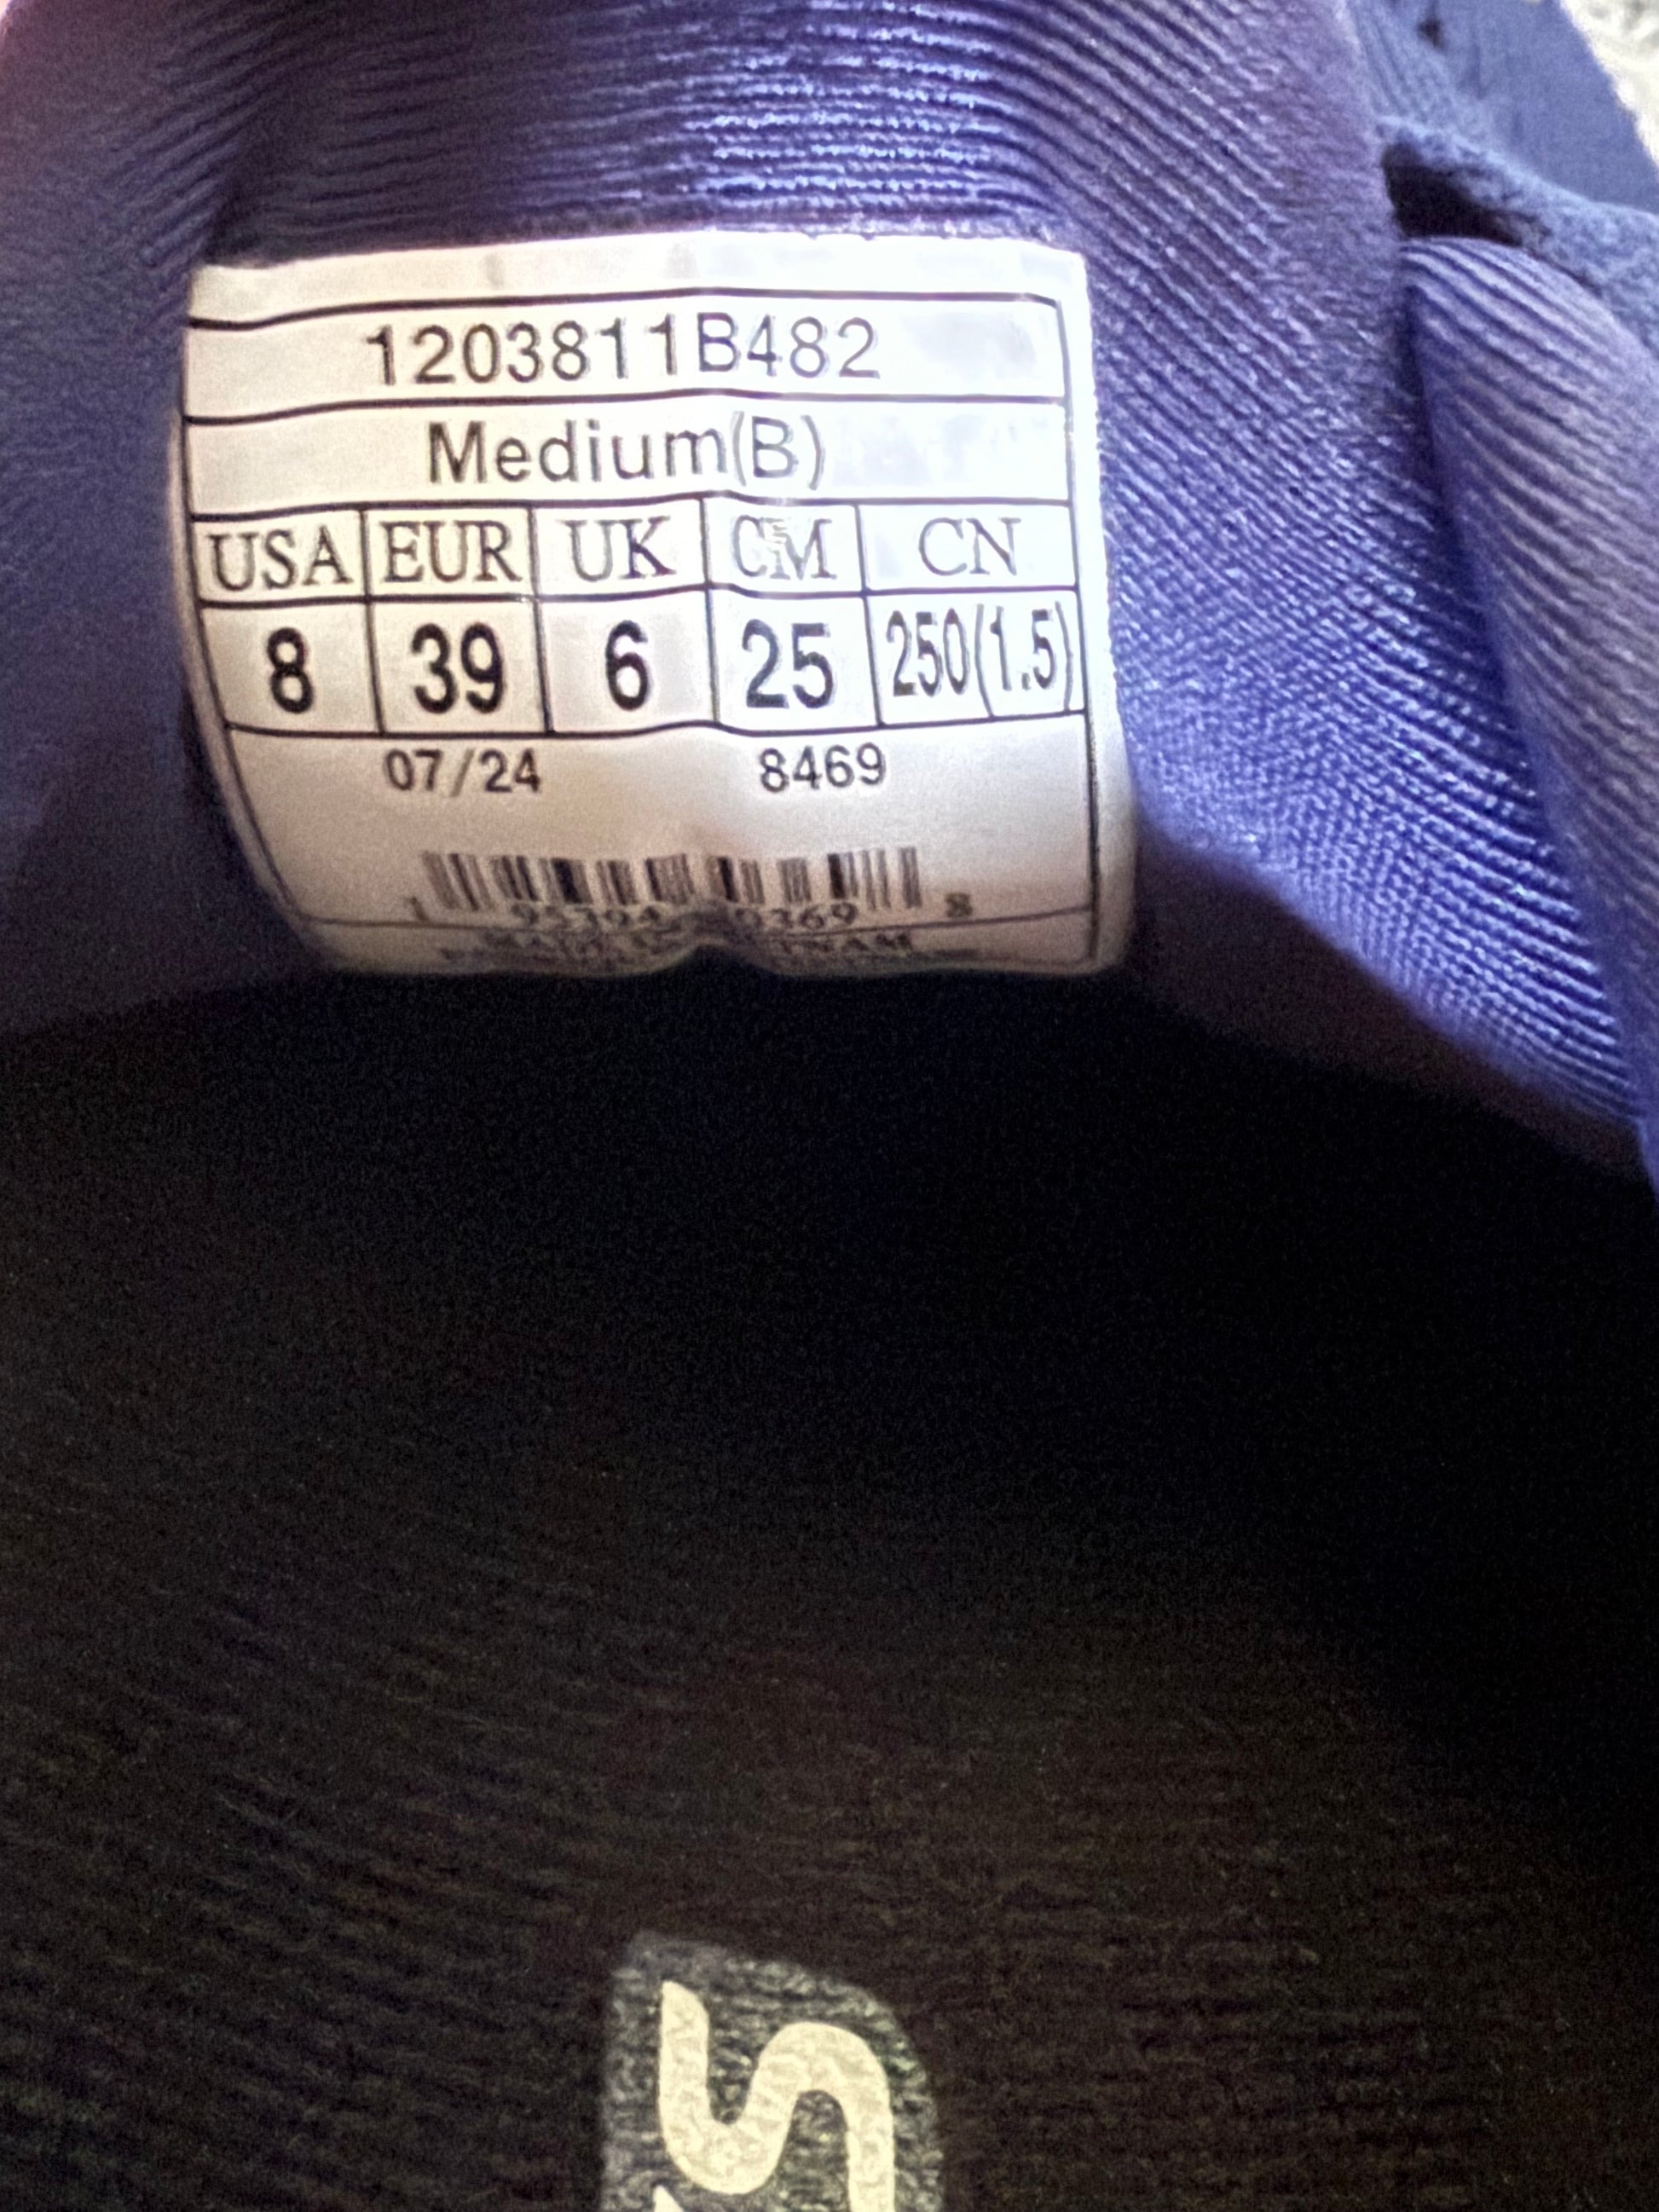 1203811B482
Medium(B)
USA EUR UK CM CN
8 39 6 25 250(1.5)
07/24 8469
S